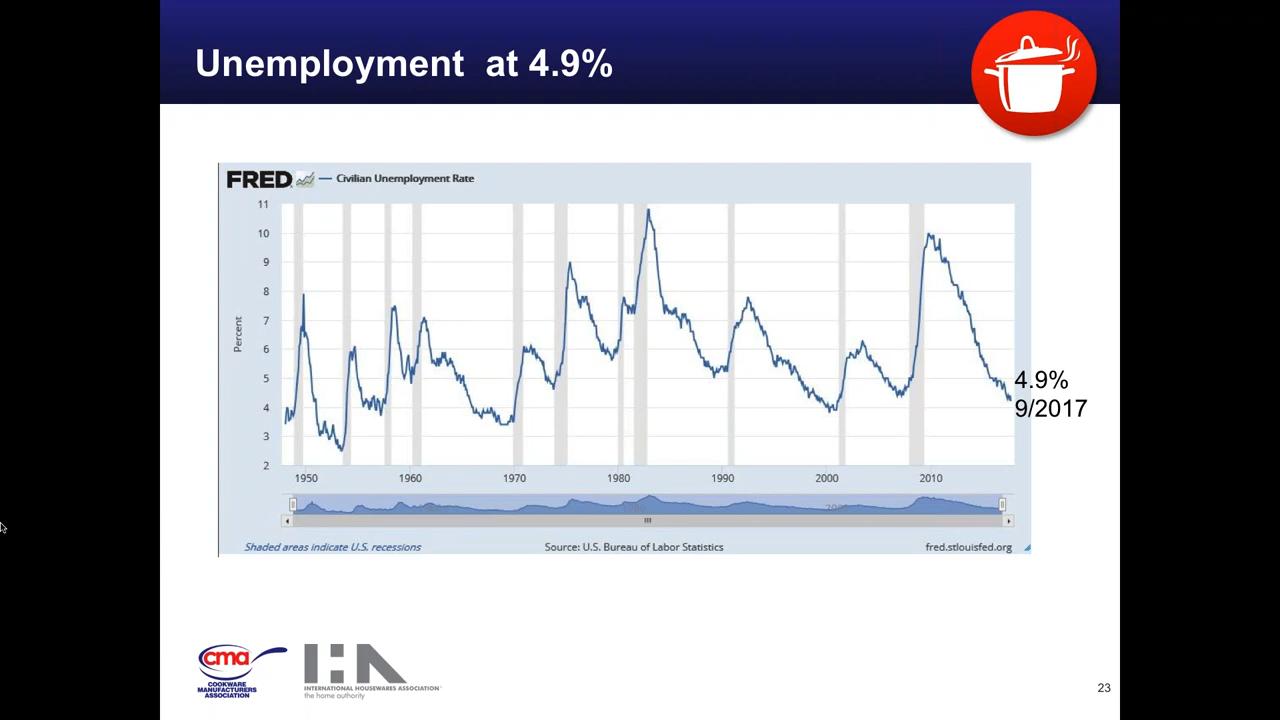 Unemployment at 4.9%
FRED
Civilian Unemployment Rate
11
10
9
8
7
6
5
4
3
2
Percent
1950 1960 1970 1980 1990 2000 2010
4.9%
9/2017
Shaded areas indicate U.S. recessions
Source: U.S. Bureau of Labor Statistics
fred.stlouisfed.org
cma
COOKWARE
MANUFACTURERS
ASSOCIATION
IHA
INTERNATIONAL HOUSEWARES ASSOCIATION
the home authority
23